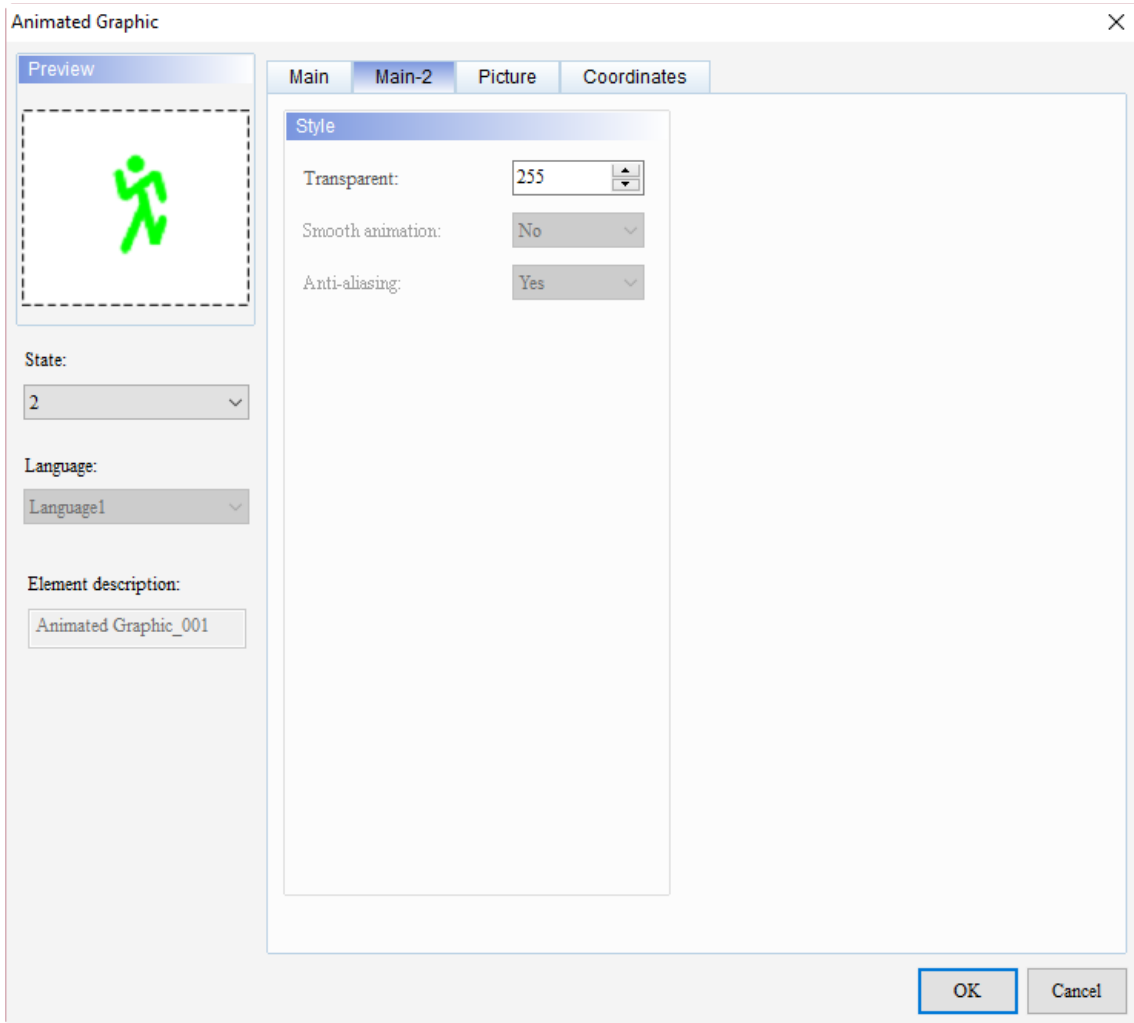 Animated Graphic
Preview
Main Main-2 Picture Coordinates
Style
Transparent: 255
Smooth animation: No
Anti-aliasing: Yes
State:
2
Language:
Language1
Element description:
Animated Graphic_001
OK Cancel